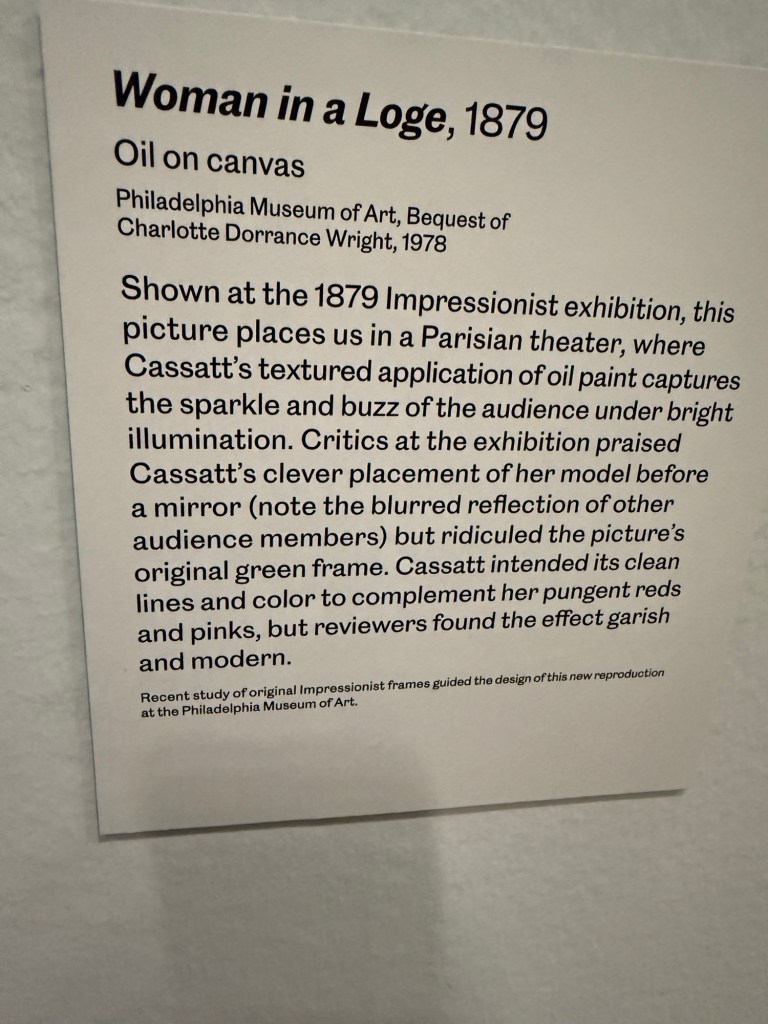 Woman in a Loge, 1879
Oil on canvas
Philadelphia Museum of Art, Bequest of
Charlotte Dorrance Wright, 1978
Shown at the 1879 Impressionist exhibition, this
picture places us in a Parisian theater, where
Cassatt's textured application of oil paint captures
the sparkle and buzz of the audience under bright
illumination. Critics at the exhibition praised
Cassatt's clever placement of her model before
a mirror (note the blurred reflection of other
audience members) but ridiculed the picture's
original green frame. Cassatt intended its clean
lines and color to complement her pungent reds
and pinks, but reviewers found the effect garish
and modern.
Recent study of original Impressionist frames guided the design of this new reproduction
at the Philadelphia Museum of Art.